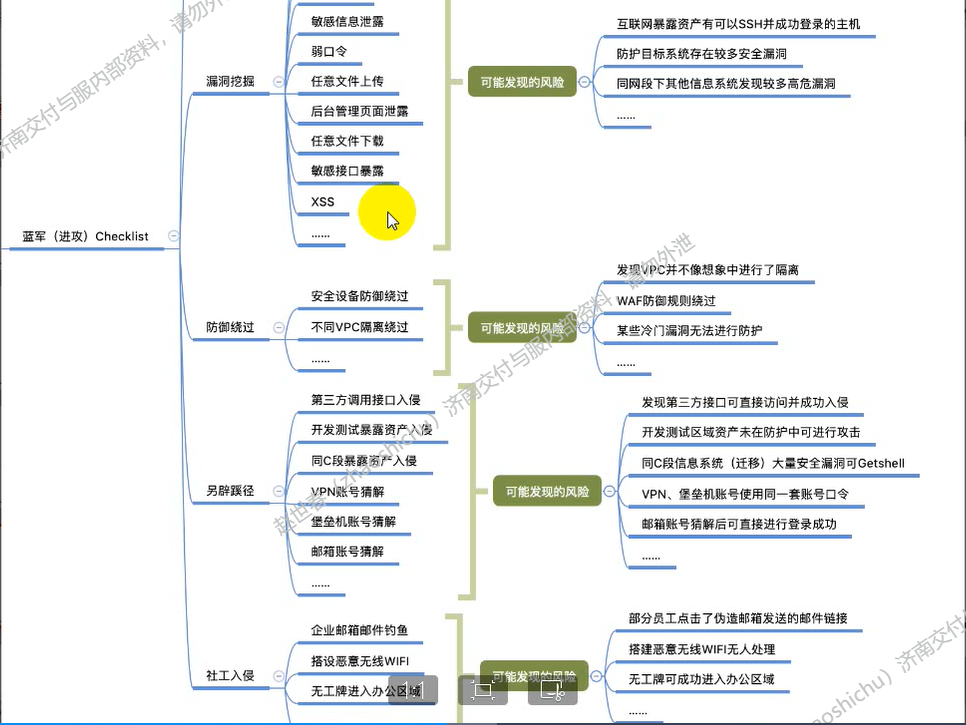 蓝军（进攻）Checklist
漏洞挖掘
敏感信息泄露
弱口令
任意文件上传
后台管理页面泄露
任意文件下载
敏感接口暴露
XSS
……
可能发现的风险
互联网暴露资产有可以SSH并成功登录的主机
防护目标系统存在较多安全漏洞
同网段下其他信息系统发现较多高危漏洞
……
防御绕过
安全设备防御绕过
不同VPC隔离绕过
……
可能发现的风险
发现VPC并不像想象中进行了隔离
WAF防御规则绕过
某些冷门漏洞无法进行防护
……
另辟蹊径
第三方调用接口入侵
开发测试暴露资产入侵
同C段暴露资产入侵
VPN账号猜解
堡垒机账号猜解
邮箱账号猜解
……
可能发现的风险
发现第三方接口可直接访问并成功入侵
开发测试区域资产未在防护中可进行攻击
同C段信息系统（迁移）大量安全漏洞可Getshell
VPN、堡垒机账号使用同一套账号口令
邮箱账号猜解后可直接进行登录成功
……
社工入侵
企业邮箱邮件钓鱼
搭设恶意无线WIFI
无工牌进入办公区域
可能发现的风险
部分员工点击了伪造邮箱发送的邮件链接
搭建恶意无线WIFI无人处理
无工牌可成功进入办公区域
……
1:1
济南交付与服内部资料，请勿外
（zhaoshichu）济南交付与服内部资料，请勿外泄
aoshichu）济南交付